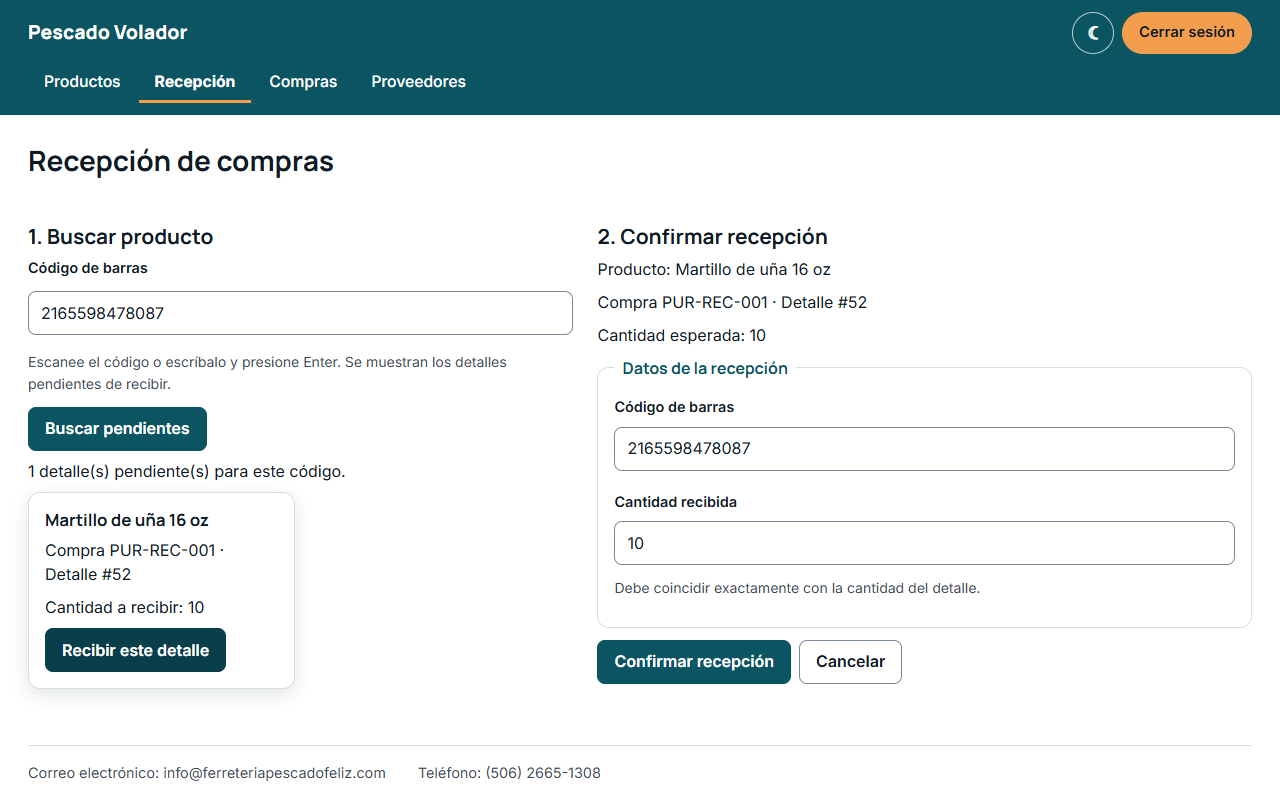 Pescado Volador
Cerrar sesión
Productos
Recepción
Compras
Proveedores
Recepción de compras
1. Buscar producto
Código de barras
2165598478087
Escanee el código o escríbalo y presione Enter. Se muestran los detalles
pendientes de recibir.
Buscar pendientes
1 detalle(s) pendiente(s) para este código.
Martillo de uña 16 oz
Compra PUR-REC-001 ·
Detalle #52
Cantidad a recibir: 10
Recibir este detalle
2. Confirmar recepción
Producto: Martillo de uña 16 oz
Compra PUR-REC-001 · Detalle #52
Cantidad esperada: 10
Datos de la recepción
Código de barras
2165598478087
Cantidad recibida
10
Debe coincidir exactamente con la cantidad del detalle.
Confirmar recepción
Cancelar
Correo electrónico: info@ferreteriapescadofeliz.com
Teléfono: (506) 2665-1308